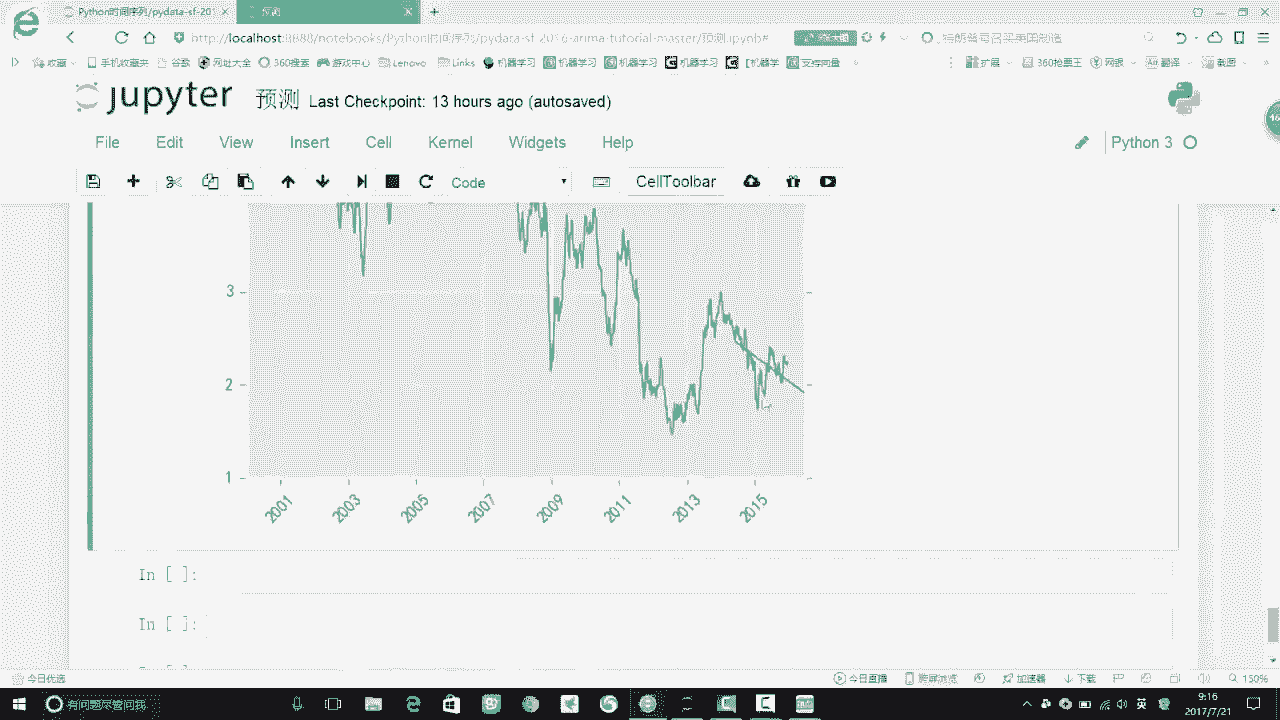 Python时间序列/pydata-sf-201
预测
http://localhost:8888/notebooks/Python时间序列/pydata-sf-2016-arima-tutorial-master/预测.ipynb#
收藏
手机收藏夹
谷歌
网址大全
360搜索
游戏中心
Lenovo
Links
机器学习
机器学习
机器学习
机器学习
[机器学
支持向量
扩展
360抢票王
网银
翻译
截图
jupyter
预测
Last Checkpoint: 13 hours ago (autosaved)
File
Edit
View
Insert
Cell
Kernel
Widgets
Help
Python 3
Code
CellToolbar
3
2
1
2001
2003
2005
2007
2009
2011
2013
2015
In [ ]:
In [ ]:
今日优选
今日直播
跨屏浏览
加速器
下载
150%
有问题尽管问我
9:16
2017/7/21